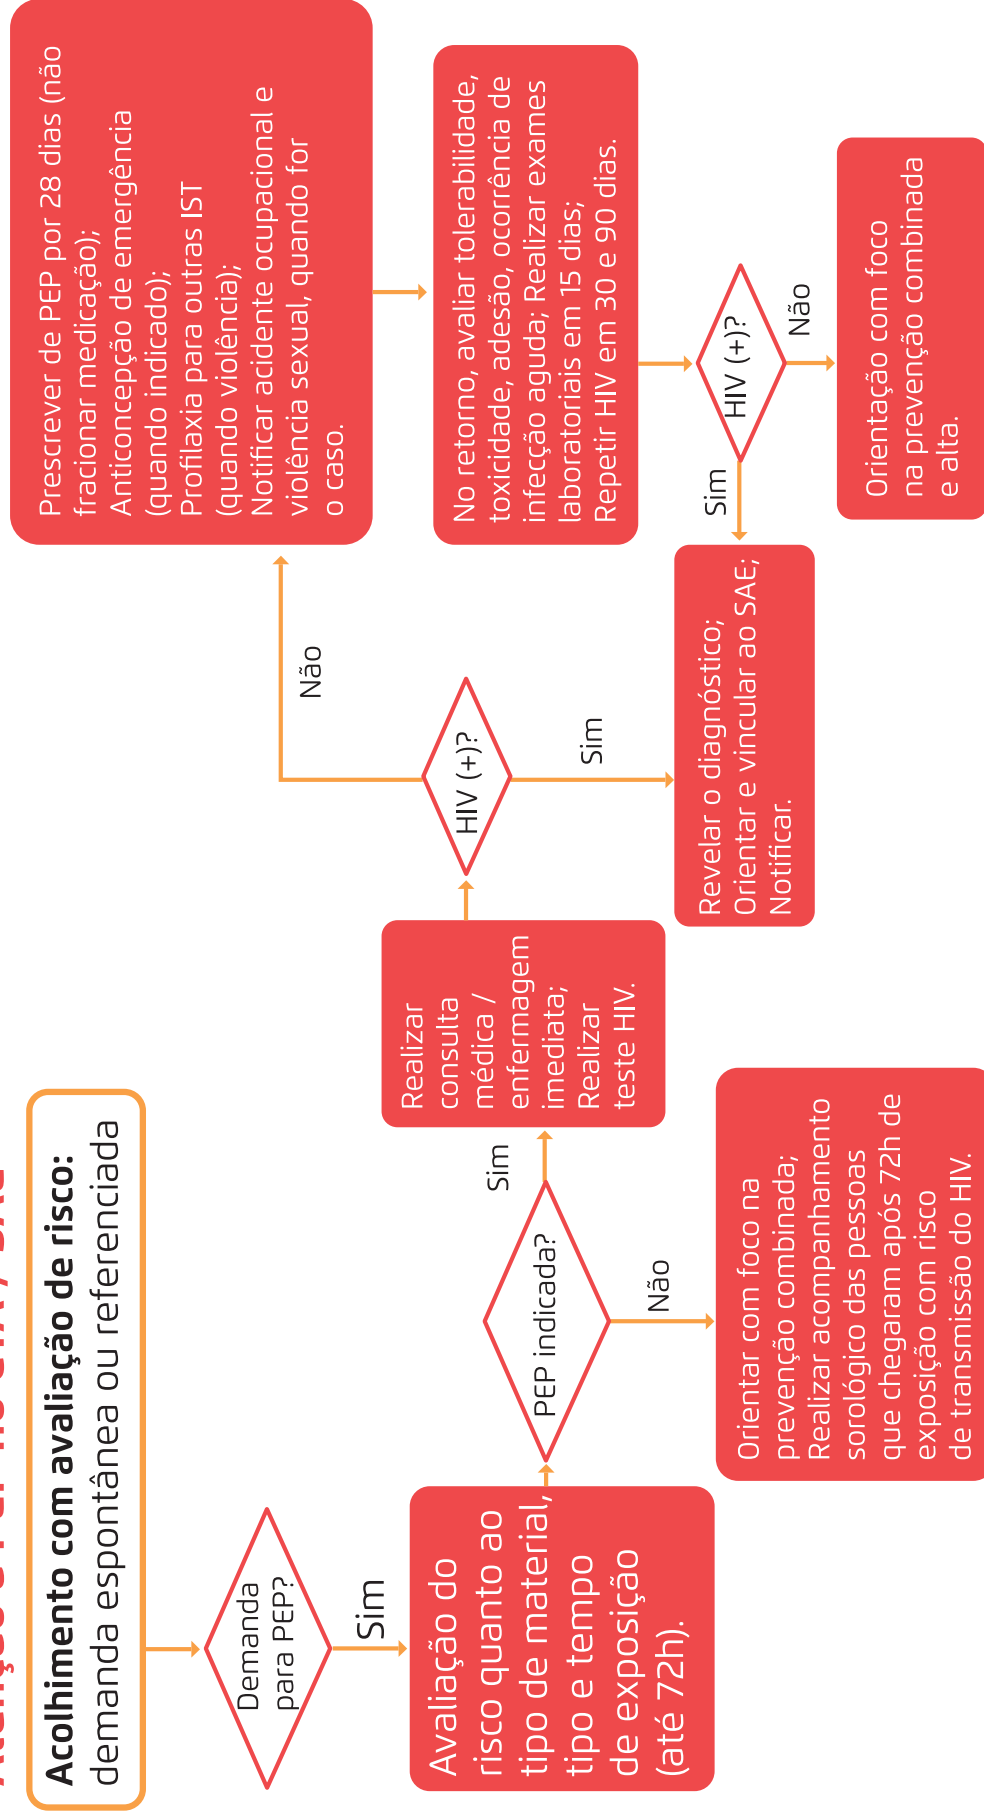 Acolhimento com avaliação de risco:
demanda espontânea ou referenciada
Demanda
para PEP?
Sim
Avaliação do
risco quanto ao
tipo de material,
tipo e tempo
de exposição
(até 72h).
PEP indicada?
Não
Orientar com foco na
prevenção combinada;
Realizar acompanhamento
sorológico das pessoas
que chegaram após 72h de
exposição com risco
de transmissão do HIV.
Sim
Realizar
consulta
médica /
enfermagem
imediata;
Realizar
teste HIV.
HIV (+)?
Sim
Revelar o diagnóstico;
Orientar e vincular ao SAE;
Notificar.
Não
Prescrever de PEP por 28 dias (não
fracionar medicação);
Anticoncepção de emergência
(quando indicado);
Profilaxia para outras IST
(quando violência);
Notificar acidente ocupacional e
violência sexual, quando for
o caso.
No retorno, avaliar tolerabilidade,
toxicidade, adesão, ocorrência de
infecção aguda; Realizar exames
laboratoriais em 15 dias;
Repetir HIV em 30 e 90 dias.
HIV (+)?
Sim
Não
Orientação com foco
na prevenção combinada
e alta.